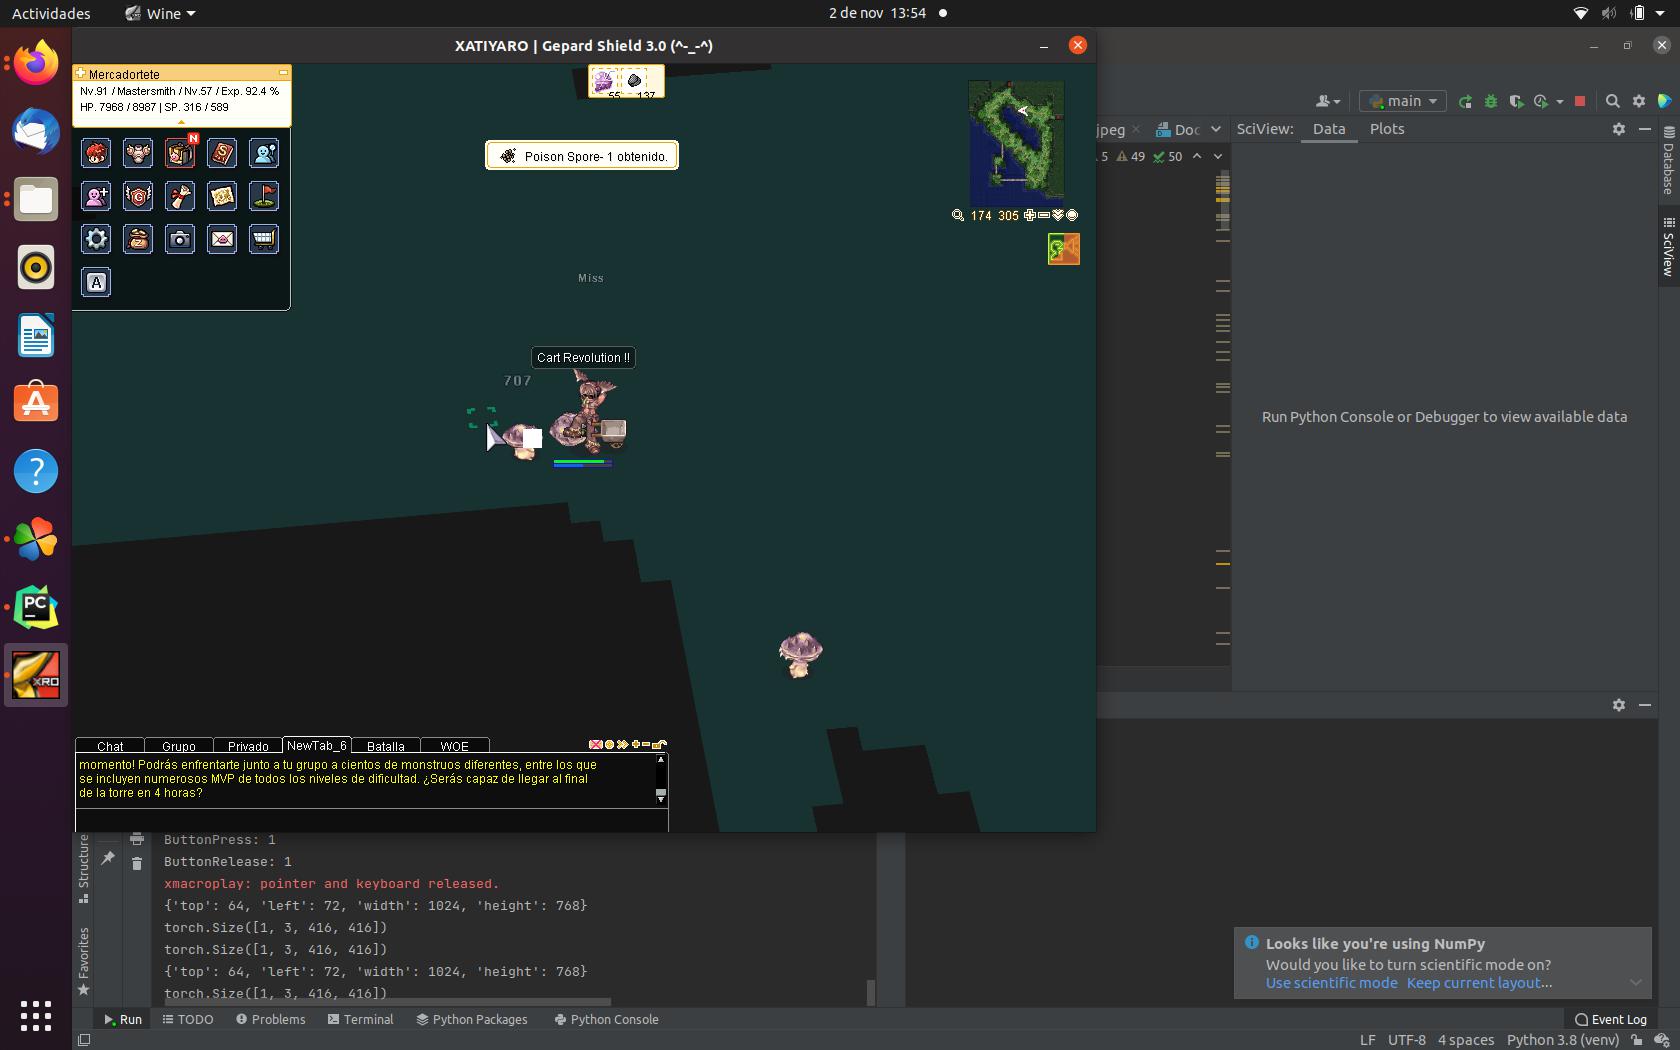 Actividades
Wine
2 de nov 13:54
XATIYARO | Gepard Shield 3.0 (^-_-^)
Mercadortete
Nv.91 / Mastersmith / Nv.57 / Exp. 92.4 %
HP. 7968 / 8987 | SP. 316 / 589
N
A
55 137
Poison Spore- 1 obtenido.
174 305
Miss
Cart Revolution !!
707
main
jpeg
Doc
SciView: Data Plots
5 49 50
Database
SciView
Run Python Console or Debugger to view available data
PC
XRO
Chat Grupo Privado NewTab_6 Batalla WOE
momento! Podrás enfrentarte junto a tu grupo a cientos de monstruos diferentes, entre los que
se incluyen numerosos MVP de todos los niveles de dificultad. ¿Serás capaz de llegar al final
de la torre en 4 horas?
Structure
Favorites
ButtonPress: 1
ButtonRelease: 1
xmacroplay: pointer and keyboard released.
{'top': 64, 'left': 72, 'width': 1024, 'height': 768}
torch.Size([1, 3, 416, 416])
torch.Size([1, 3, 416, 416])
{'top': 64, 'left': 72, 'width': 1024, 'height': 768}
torch.Size([1, 3, 416, 416])
Looks like you're using NumPy
Would you like to turn scientific mode on?
Use scientific mode Keep current layout...
Run TODO Problems Terminal Python Packages Python Console
Event Log
LF UTF-8 4 spaces Python 3.8 (venv)